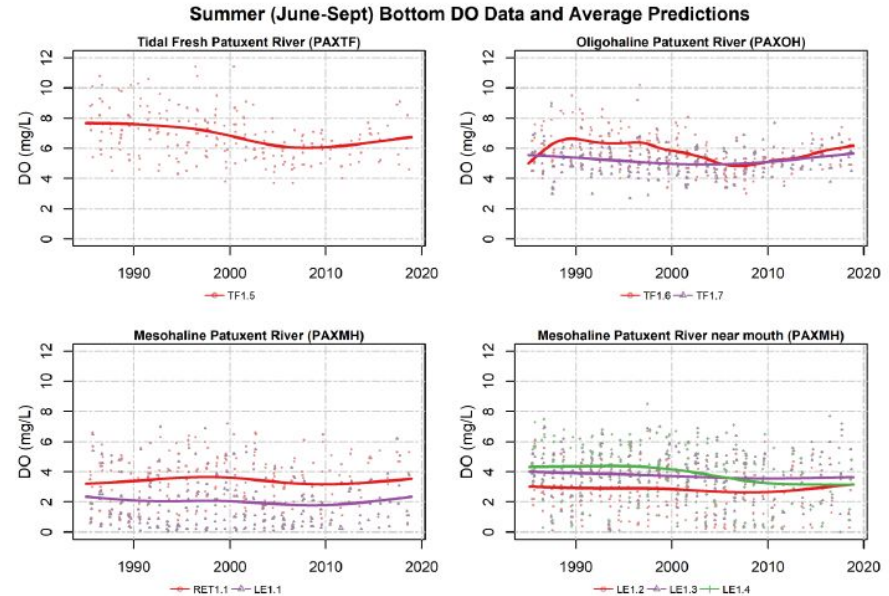 Summer (June-Sept) Bottom DO Data and Average Predictions
Tidal Fresh Patuxent River (PAXTF)
DO (mg/L)
12
10
8
6
4
2
0
1990 2000 2010 2020
TF1.5
Oligohaline Patuxent River (PAXOH)
DO (mg/L)
12
10
8
6
4
2
0
1990 2000 2010 2020
TF1.6 TF1.7
Mesohaline Patuxent River (PAXMH)
DO (mg/L)
12
10
8
6
4
2
0
1990 2000 2010 2020
RET1.1 LE1.1
Mesohaline Patuxent River near mouth (PAXMH)
DO (mg/L)
12
10
8
6
4
2
0
1990 2000 2010 2020
LE1.2 LE1.3 LE1.4